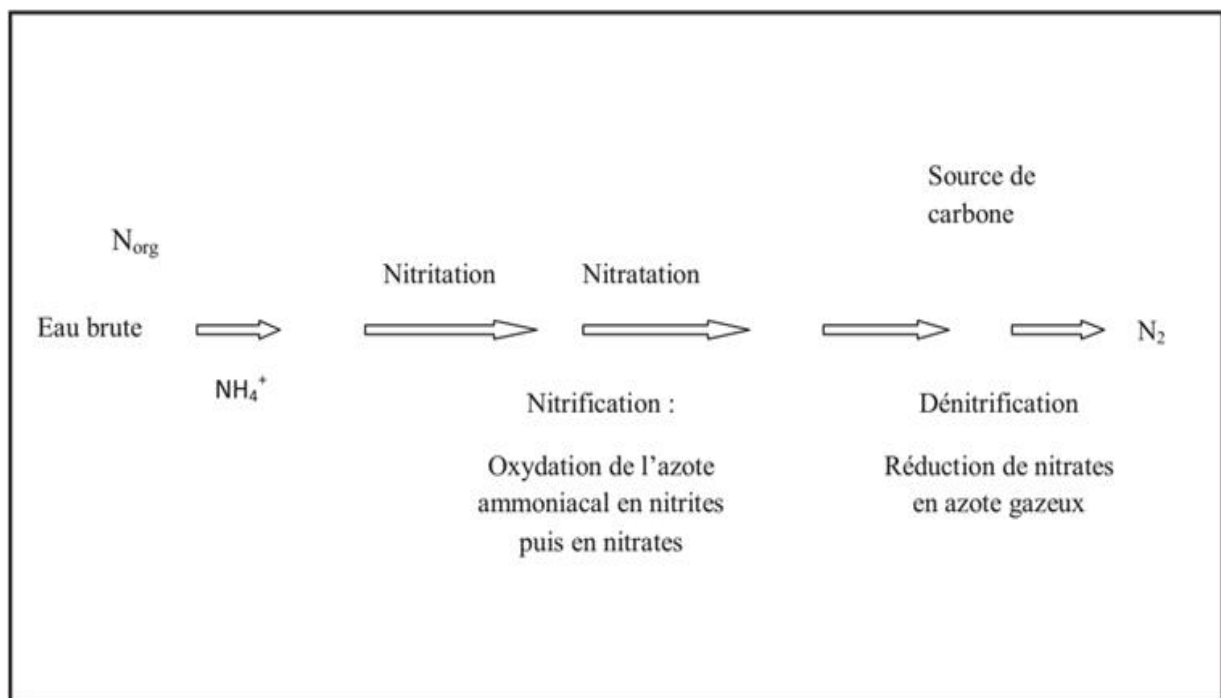 Source de
carbone
N_org
Nitritation
Nitratation
Eau brute
N₂
NH₄⁺
Nitrification :
Dénitrification
Oxydation de l’azote
ammoniacal en nitrites
puis en nitrates
Réduction de nitrates
en azote gazeux